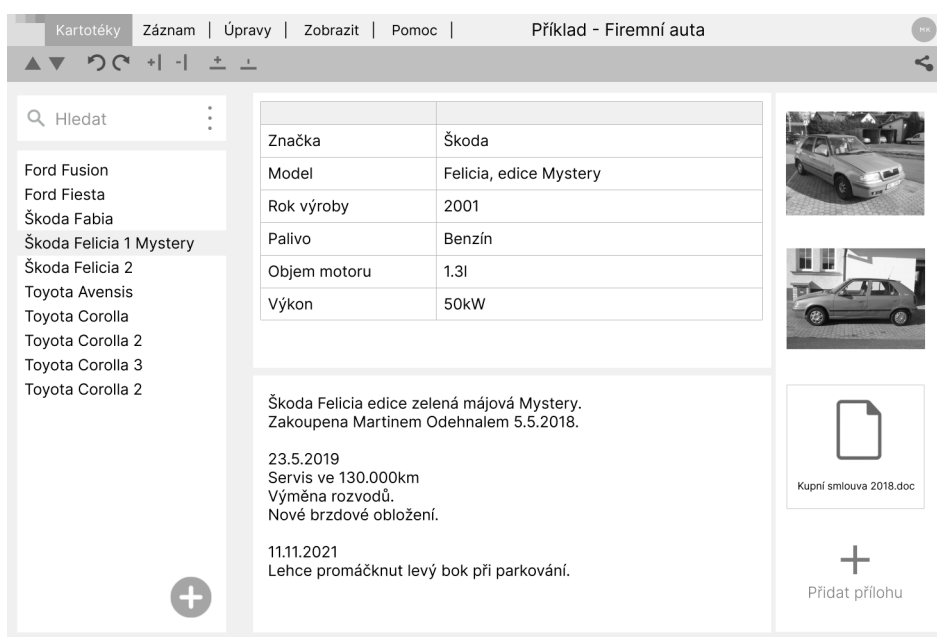 Kartotéky Záznam | Úpravy | Zobrazit | Pomoc | Příklad - Firemní auta MK
Hledat
Ford Fusion
Ford Fiesta
Škoda Fabia
Škoda Felicia 1 Mystery
Škoda Felicia 2
Toyota Avensis
Toyota Corolla
Toyota Corolla 2
Toyota Corolla 3
Toyota Corolla 2
Značka Škoda
Model Felicia, edice Mystery
Rok výroby 2001
Palivo Benzín
Objem motoru 1.3l
Výkon 50kW
Škoda Felicia edice zelená májová Mystery.
Zakoupena Martinem Odehnalem 5.5.2018.
23.5.2019
Servis ve 130.000km
Výměna rozvodů.
Nové brzdové obložení.
11.11.2021
Lehce promáčknut levý bok při parkování.
Kupní smlouva 2018.doc
Přidat přílohu